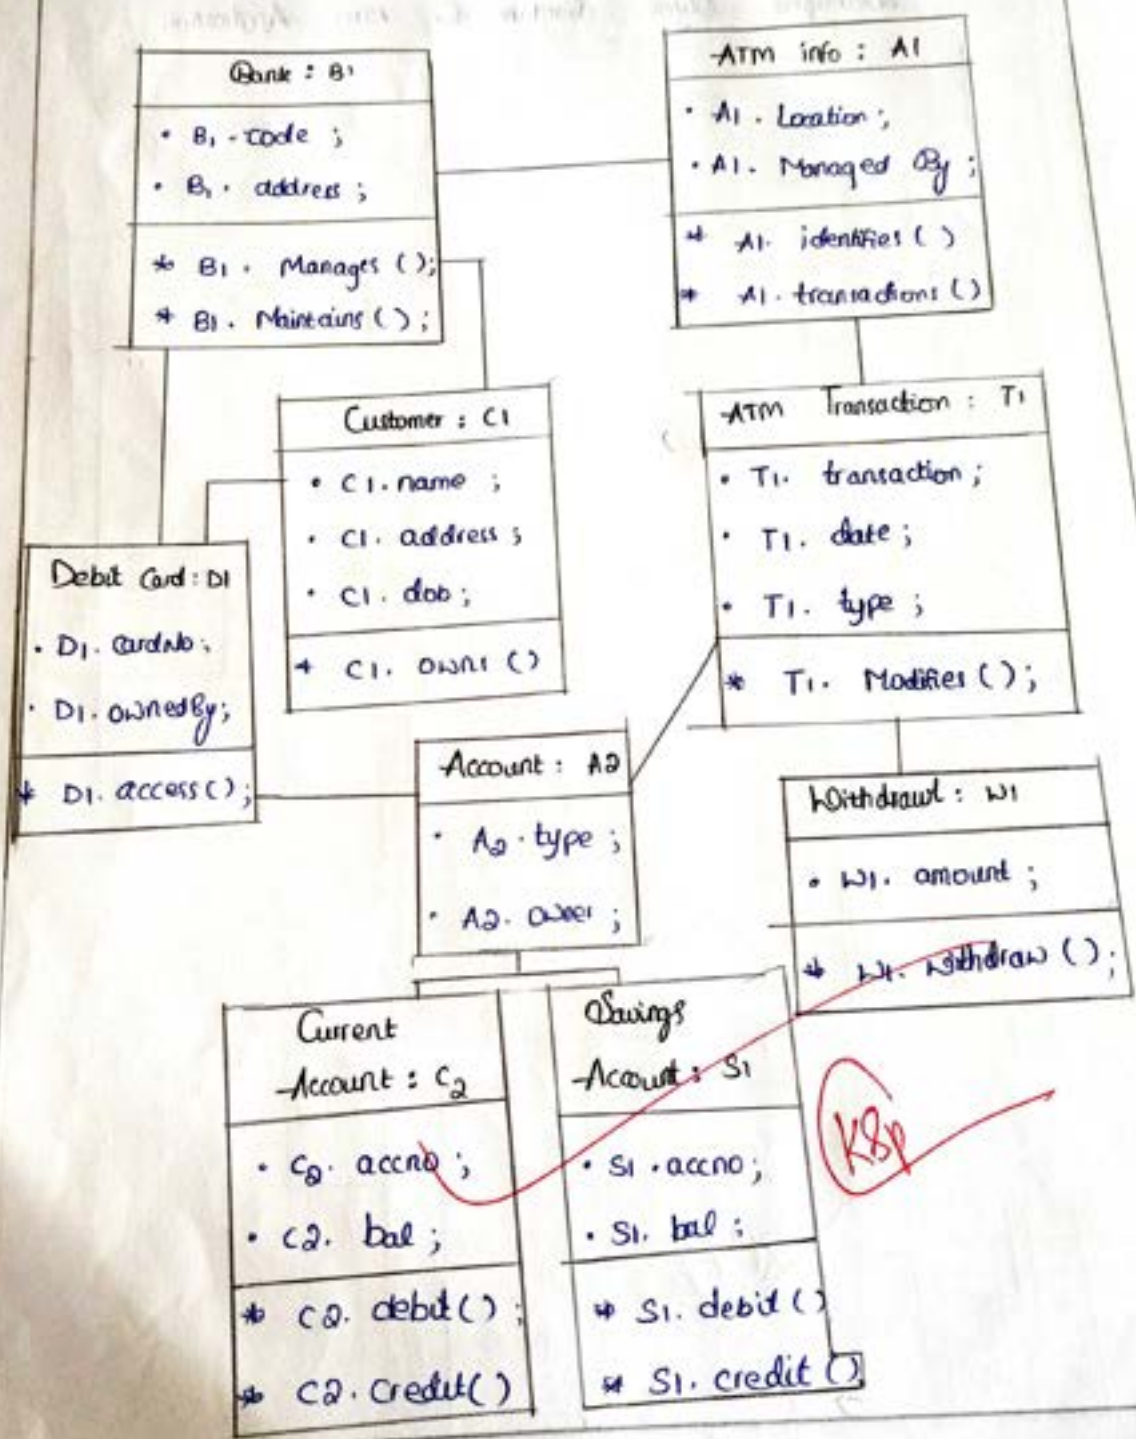 Bank : B1
• B1 . code ;
• B1 . address ;
* B1 . Manages ( ) ;
* B1 . Maintains ( ) ;
ATM info : A1
• A1 . Location ;
• A1 . Managed By ;
* A1 . identifies ( )
* A1 . transactions ( )
Customer : C1
• C1 . name ;
• C1 . address ;
• C1 . dob ;
* C1 . owns ( )
ATM Transaction : T1
• T1 . transaction ;
• T1 . date ;
• T1 . type ;
* T1 . Modifies ( ) ;
Debit Card : D1
• D1 . CardNo ;
• D1 . ownedBy ;
* D1 . access ( ) ;
Account : A2
• A2 . type ;
• A2 . owner ;
Withdrawl : W1
• W1 . amount ;
* W1 . withdraw ( ) ;
Current
Account : C2
• C2 . accno ;
• C2 . bal ;
* C2 . debit ( ) ;
* C2 . credit ( )
Savings
Account : S1
• S1 . accno ;
• S1 . bal ;
* S1 . debit ( )
* S1 . credit ( )